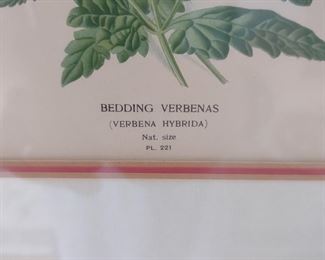 BEDDING VERBENAS
(VERBENA HYBRIDA)
Nat. size
PL. 221